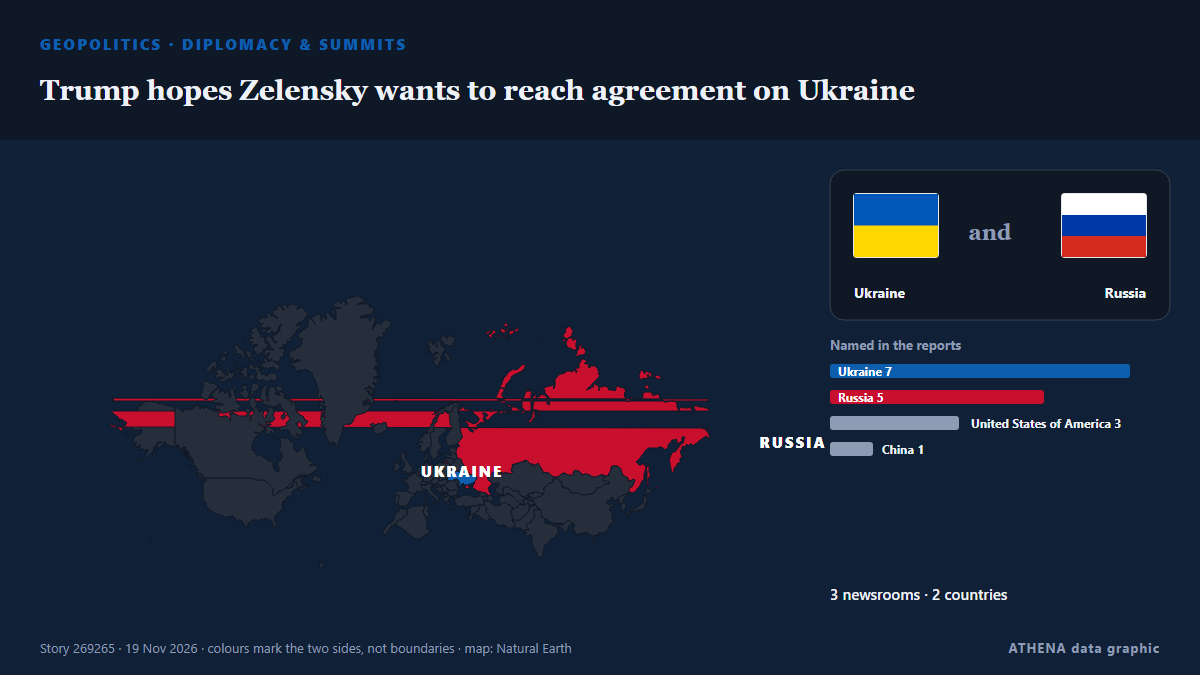 GEOPOLITICS · DIPLOMACY & SUMMITS
Trump hopes Zelensky wants to reach agreement on Ukraine
and
Ukraine
Russia
Named in the reports
Ukraine 7
Russia 5
United States of America 3
China 1
RUSSIA
UKRAINE
3 newsrooms · 2 countries
Story 269265 · 19 Nov 2026 · colours mark the two sides, not boundaries · map: Natural Earth
ATHENA data graphic